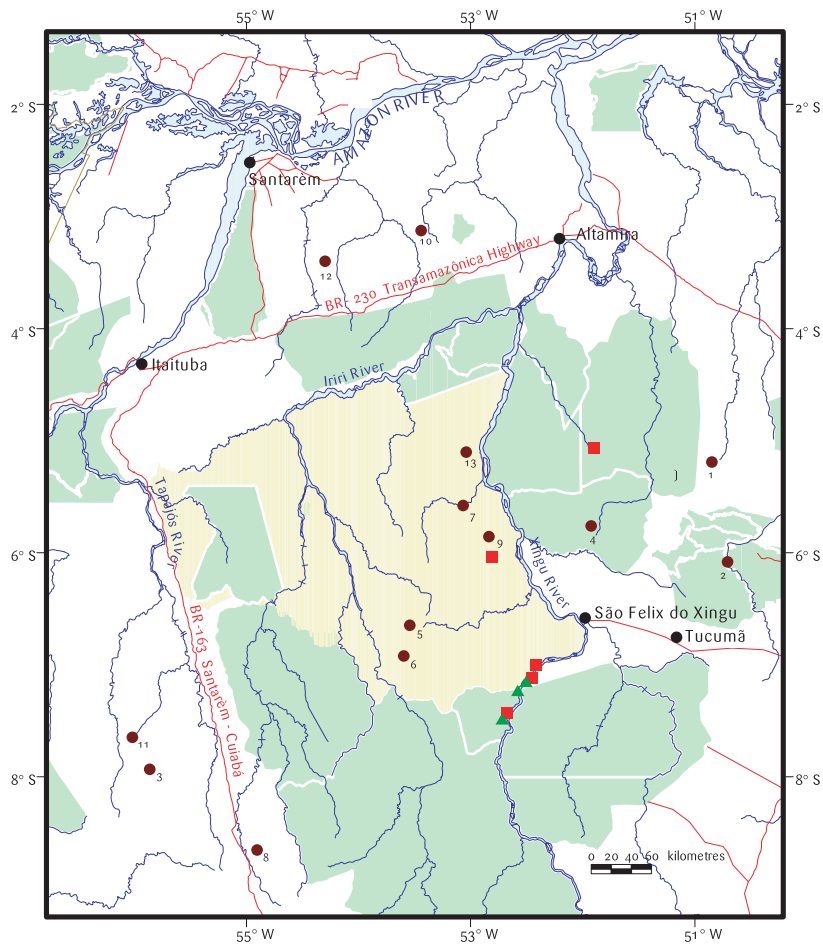 55° W
53° W
51° W
2° S
2° S
AMAZON RIVER
Santarèm
10
Altamira
12
BR- 230 Transamazônica Highway
4° S
4° S
Itaituba
Iriri River
13
1
7
4
Tapajós River
9
6° S
6° S
Xingu River
2
São Felix do Xingu
5
Tucumã
BR-163 Santarèm - Cuiabá
6
11
3
8° S
8° S
8
0 20 40 60 kilometres
55° W
53° W
51° W